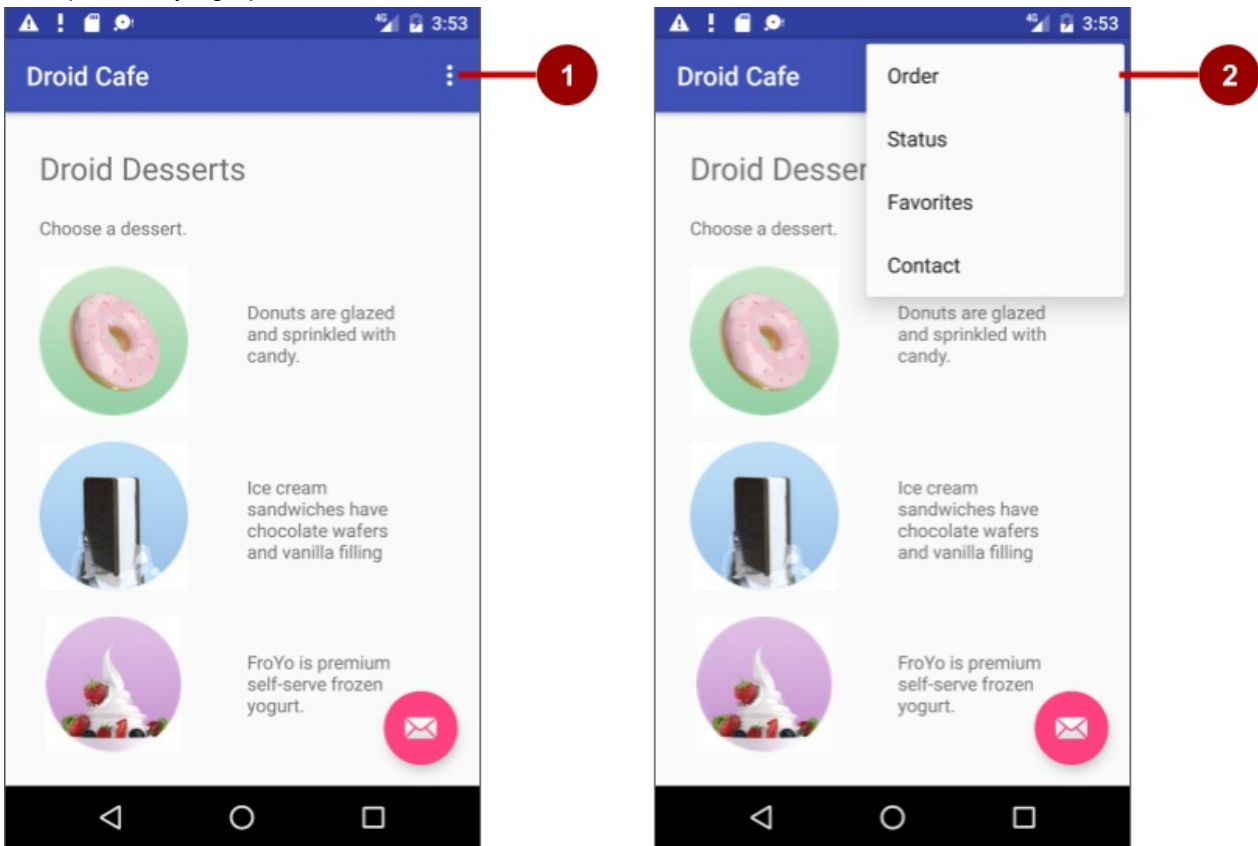 4G 3:53
Droid Cafe
1
Droid Desserts
Choose a dessert.
Donuts are glazed
and sprinkled with
candy.
Ice cream
sandwiches have
chocolate wafers
and vanilla filling
FroYo is premium
self-serve frozen
yogurt.
4G 3:53
Droid Cafe
Order
2
Status
Favorites
Contact
Droid Desser
Choose a dessert.
Donuts are glazed
and sprinkled with
candy.
Ice cream
sandwiches have
chocolate wafers
and vanilla filling
FroYo is premium
self-serve frozen
yogurt.